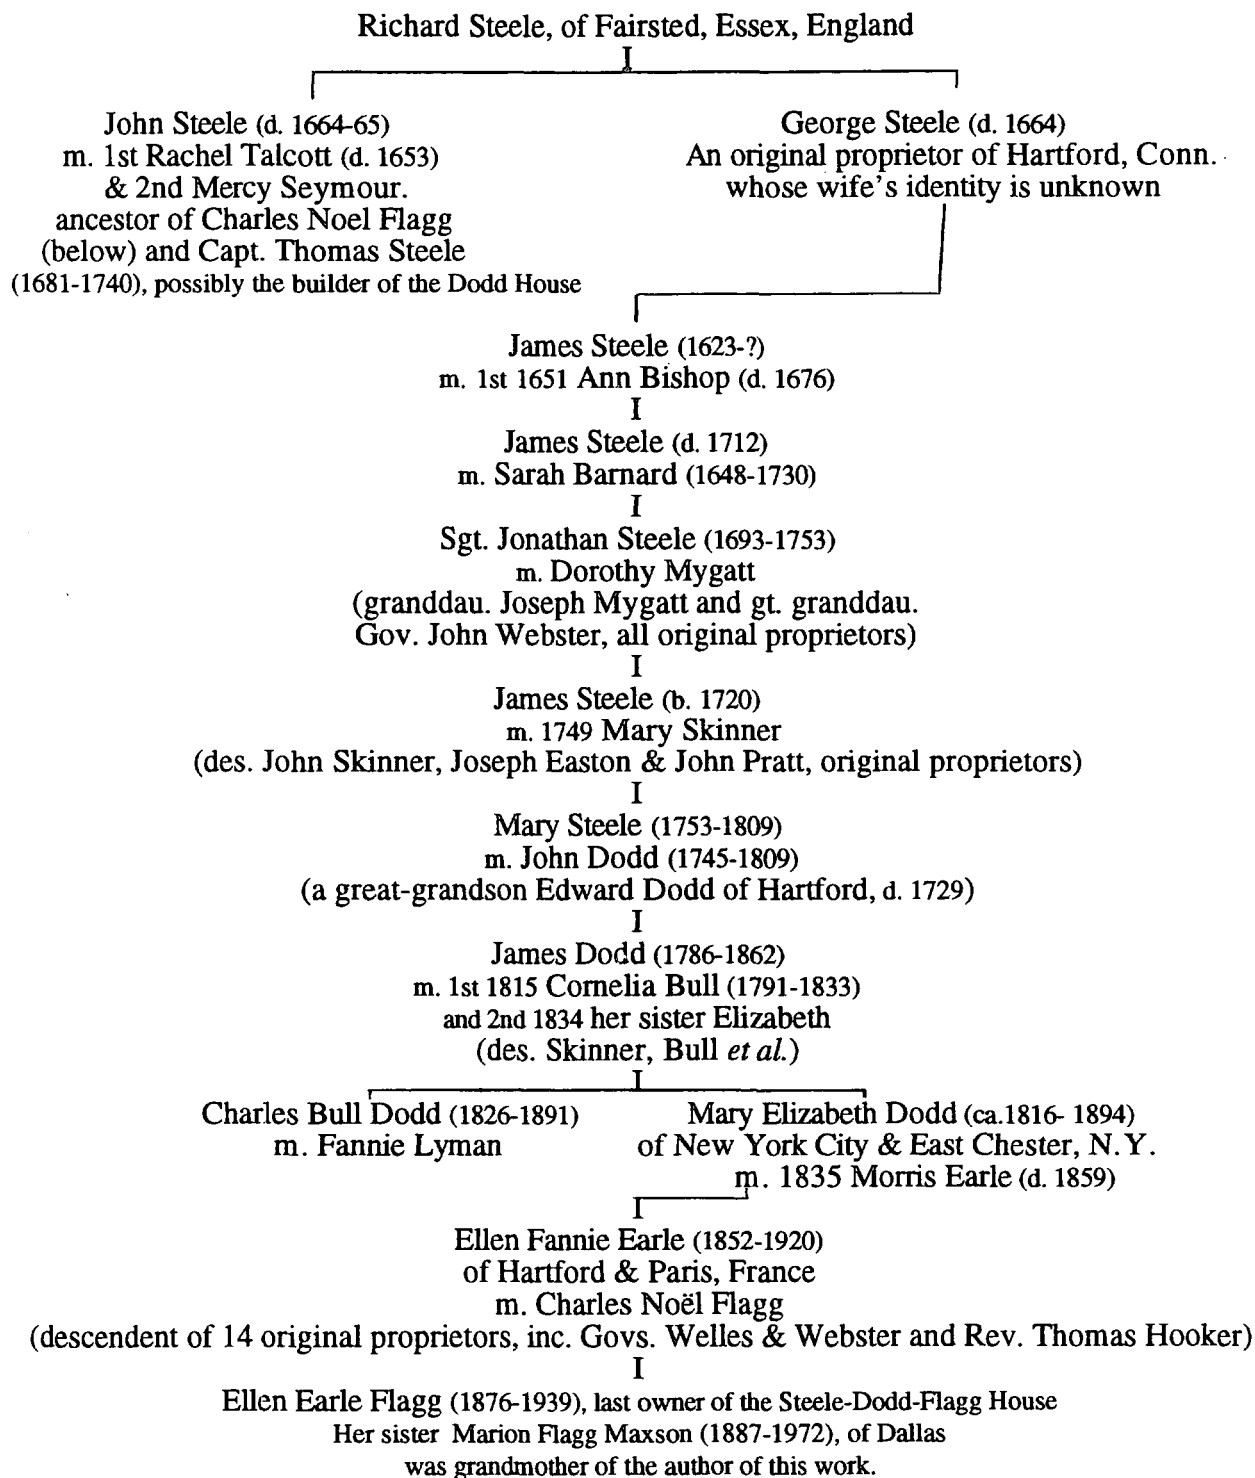 Richard Steele, of Fairsted, Essex, England
John Steele (d. 1664-65)
m. 1st Rachel Talcott (d. 1653)
& 2nd Mercy Seymour.
ancestor of Charles Noel Flagg
(below) and Capt. Thomas Steele
(1681-1740), possibly the builder of the Dodd House
George Steele (d. 1664)
An original proprietor of Hartford, Conn.
whose wife's identity is unknown
James Steele (1623-?)
m. 1st 1651 Ann Bishop (d. 1676)
James Steele (d. 1712)
m. Sarah Barnard (1648-1730)
Sgt. Jonathan Steele (1693-1753)
m. Dorothy Mygatt
(granddau. Joseph Mygatt and gt. granddau.
Gov. John Webster, all original proprietors)
James Steele (b. 1720)
m. 1749 Mary Skinner
(des. John Skinner, Joseph Easton & John Pratt, original proprietors)
Mary Steele (1753-1809)
m. John Dodd (1745-1809)
(a great-grandson Edward Dodd of Hartford, d. 1729)
James Dodd (1786-1862)
m. 1st 1815 Cornelia Bull (1791-1833)
and 2nd 1834 her sister Elizabeth
(des. Skinner, Bull et al.)
Charles Bull Dodd (1826-1891)
m. Fannie Lyman
Mary Elizabeth Dodd (ca.1816- 1894)
of New York City & East Chester, N.Y.
m. 1835 Morris Earle (d. 1859)
Ellen Fannie Earle (1852-1920)
of Hartford & Paris, France
m. Charles Noël Flagg
(descendent of 14 original proprietors, inc. Govs. Welles & Webster and Rev. Thomas Hooker)
Ellen Earle Flagg (1876-1939), last owner of the Steele-Dodd-Flagg House
Her sister Marion Flagg Maxson (1887-1972), of Dallas
was grandmother of the author of this work.